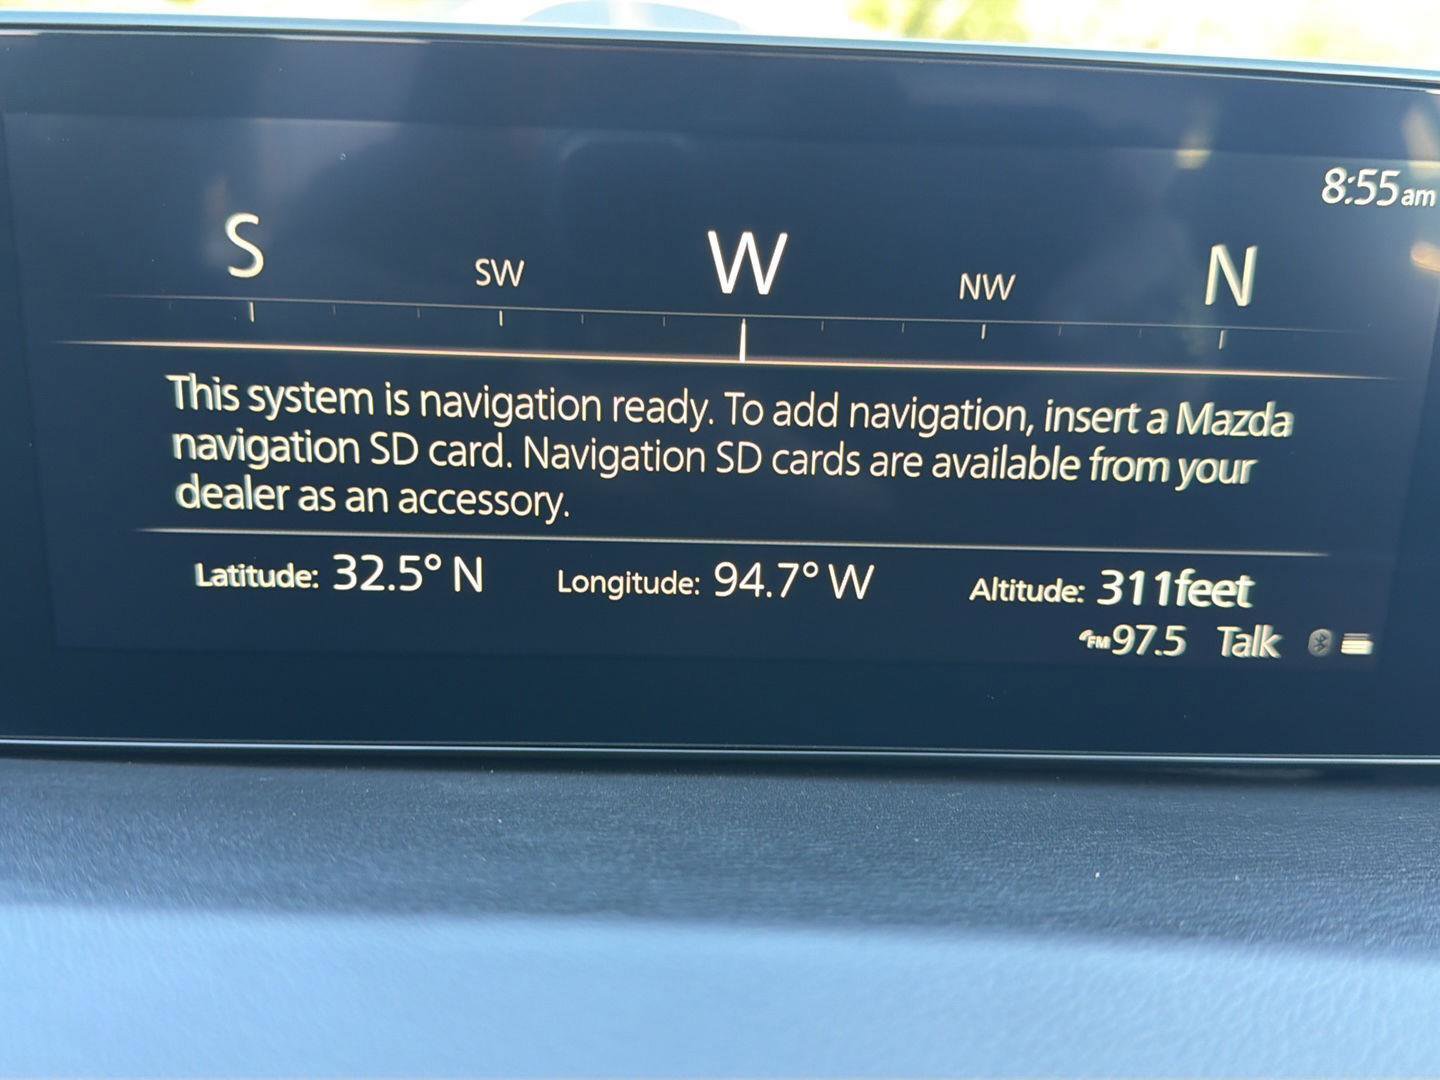 8:55am
S SW W NW N
This system is navigation ready. To add navigation, insert a Mazda
navigation SD card. Navigation SD cards are available from your
dealer as an accessory.
Latitude: 32.5° N Longitude: 94.7° W Altitude: 311feet
FM 97.5 Talk